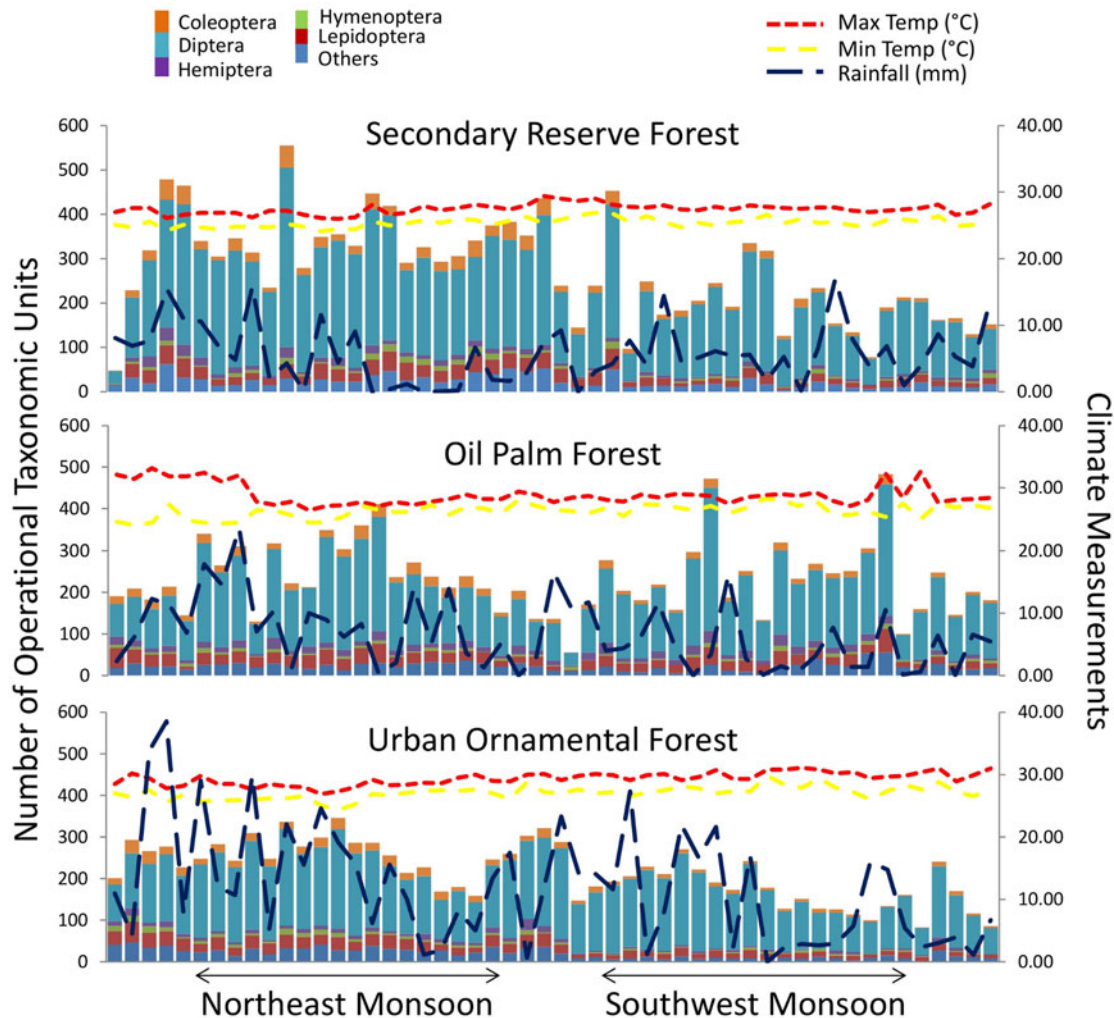 Coleoptera
Diptera
Hemiptera
Hymenoptera
Lepidoptera
Others
Max Temp (°C)
Min Temp (°C)
Rainfall (mm)
Number of Operational Taxonomic Units
Secondary Reserve Forest
600
500
400
300
200
100
0
40.00
30.00
20.00
10.00
0.00
Oil Palm Forest
600
500
400
300
200
100
0
40.00
30.00
20.00
10.00
0.00
Urban Ornamental Forest
600
500
400
300
200
100
0
40.00
30.00
20.00
10.00
0.00
Climate Measurements
Northeast Monsoon
Southwest Monsoon